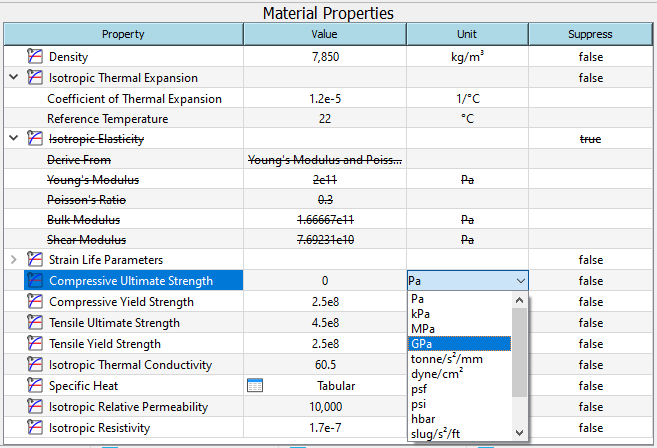 Material Properties
Property Value Unit Suppress
Density 7,850 kg/m³ false
Isotropic Thermal Expansion false
Coefficient of Thermal Expansion 1.2e-5 1/°C
Reference Temperature 22 °C
Isotropic Elasticity true
Derive From Young's Modulus and Poiss...
Young's Modulus 2e11 Pa
Poisson's Ratio 0.3
Bulk Modulus 1.66667e11 Pa
Shear Modulus 7.69231e10 Pa
Strain Life Parameters false
Compressive Ultimate Strength 0 Pa false
Compressive Yield Strength 2.5e8 false
Tensile Ultimate Strength 4.5e8 false
Tensile Yield Strength 2.5e8 false
Isotropic Thermal Conductivity 60.5 false
Specific Heat Tabular false
Isotropic Relative Permeability 10,000 false
Isotropic Resistivity 1.7e-7 false
Pa
kPa
MPa
GPa
tonne/s²/mm
dyne/cm²
psf
psi
hbar
slug/s²/ft